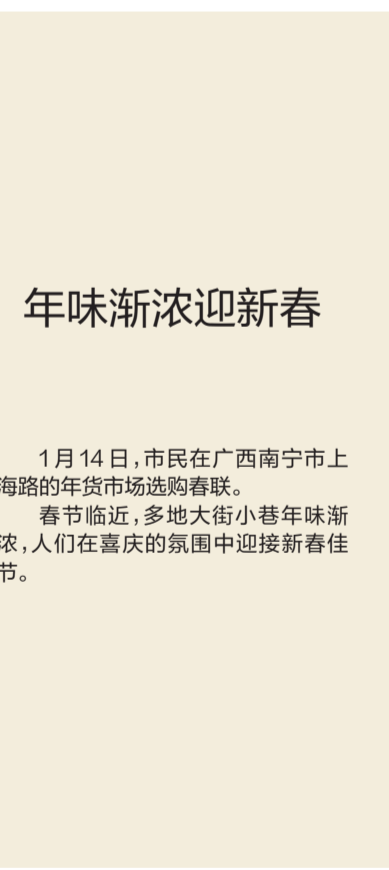 年味渐浓迎新春
1月14日,市民在广西南宁市上
海路的年货市场选购春联。
春节临近,多地大街小巷年味渐
浓,人们在喜庆的氛围中迎接新春佳
节。